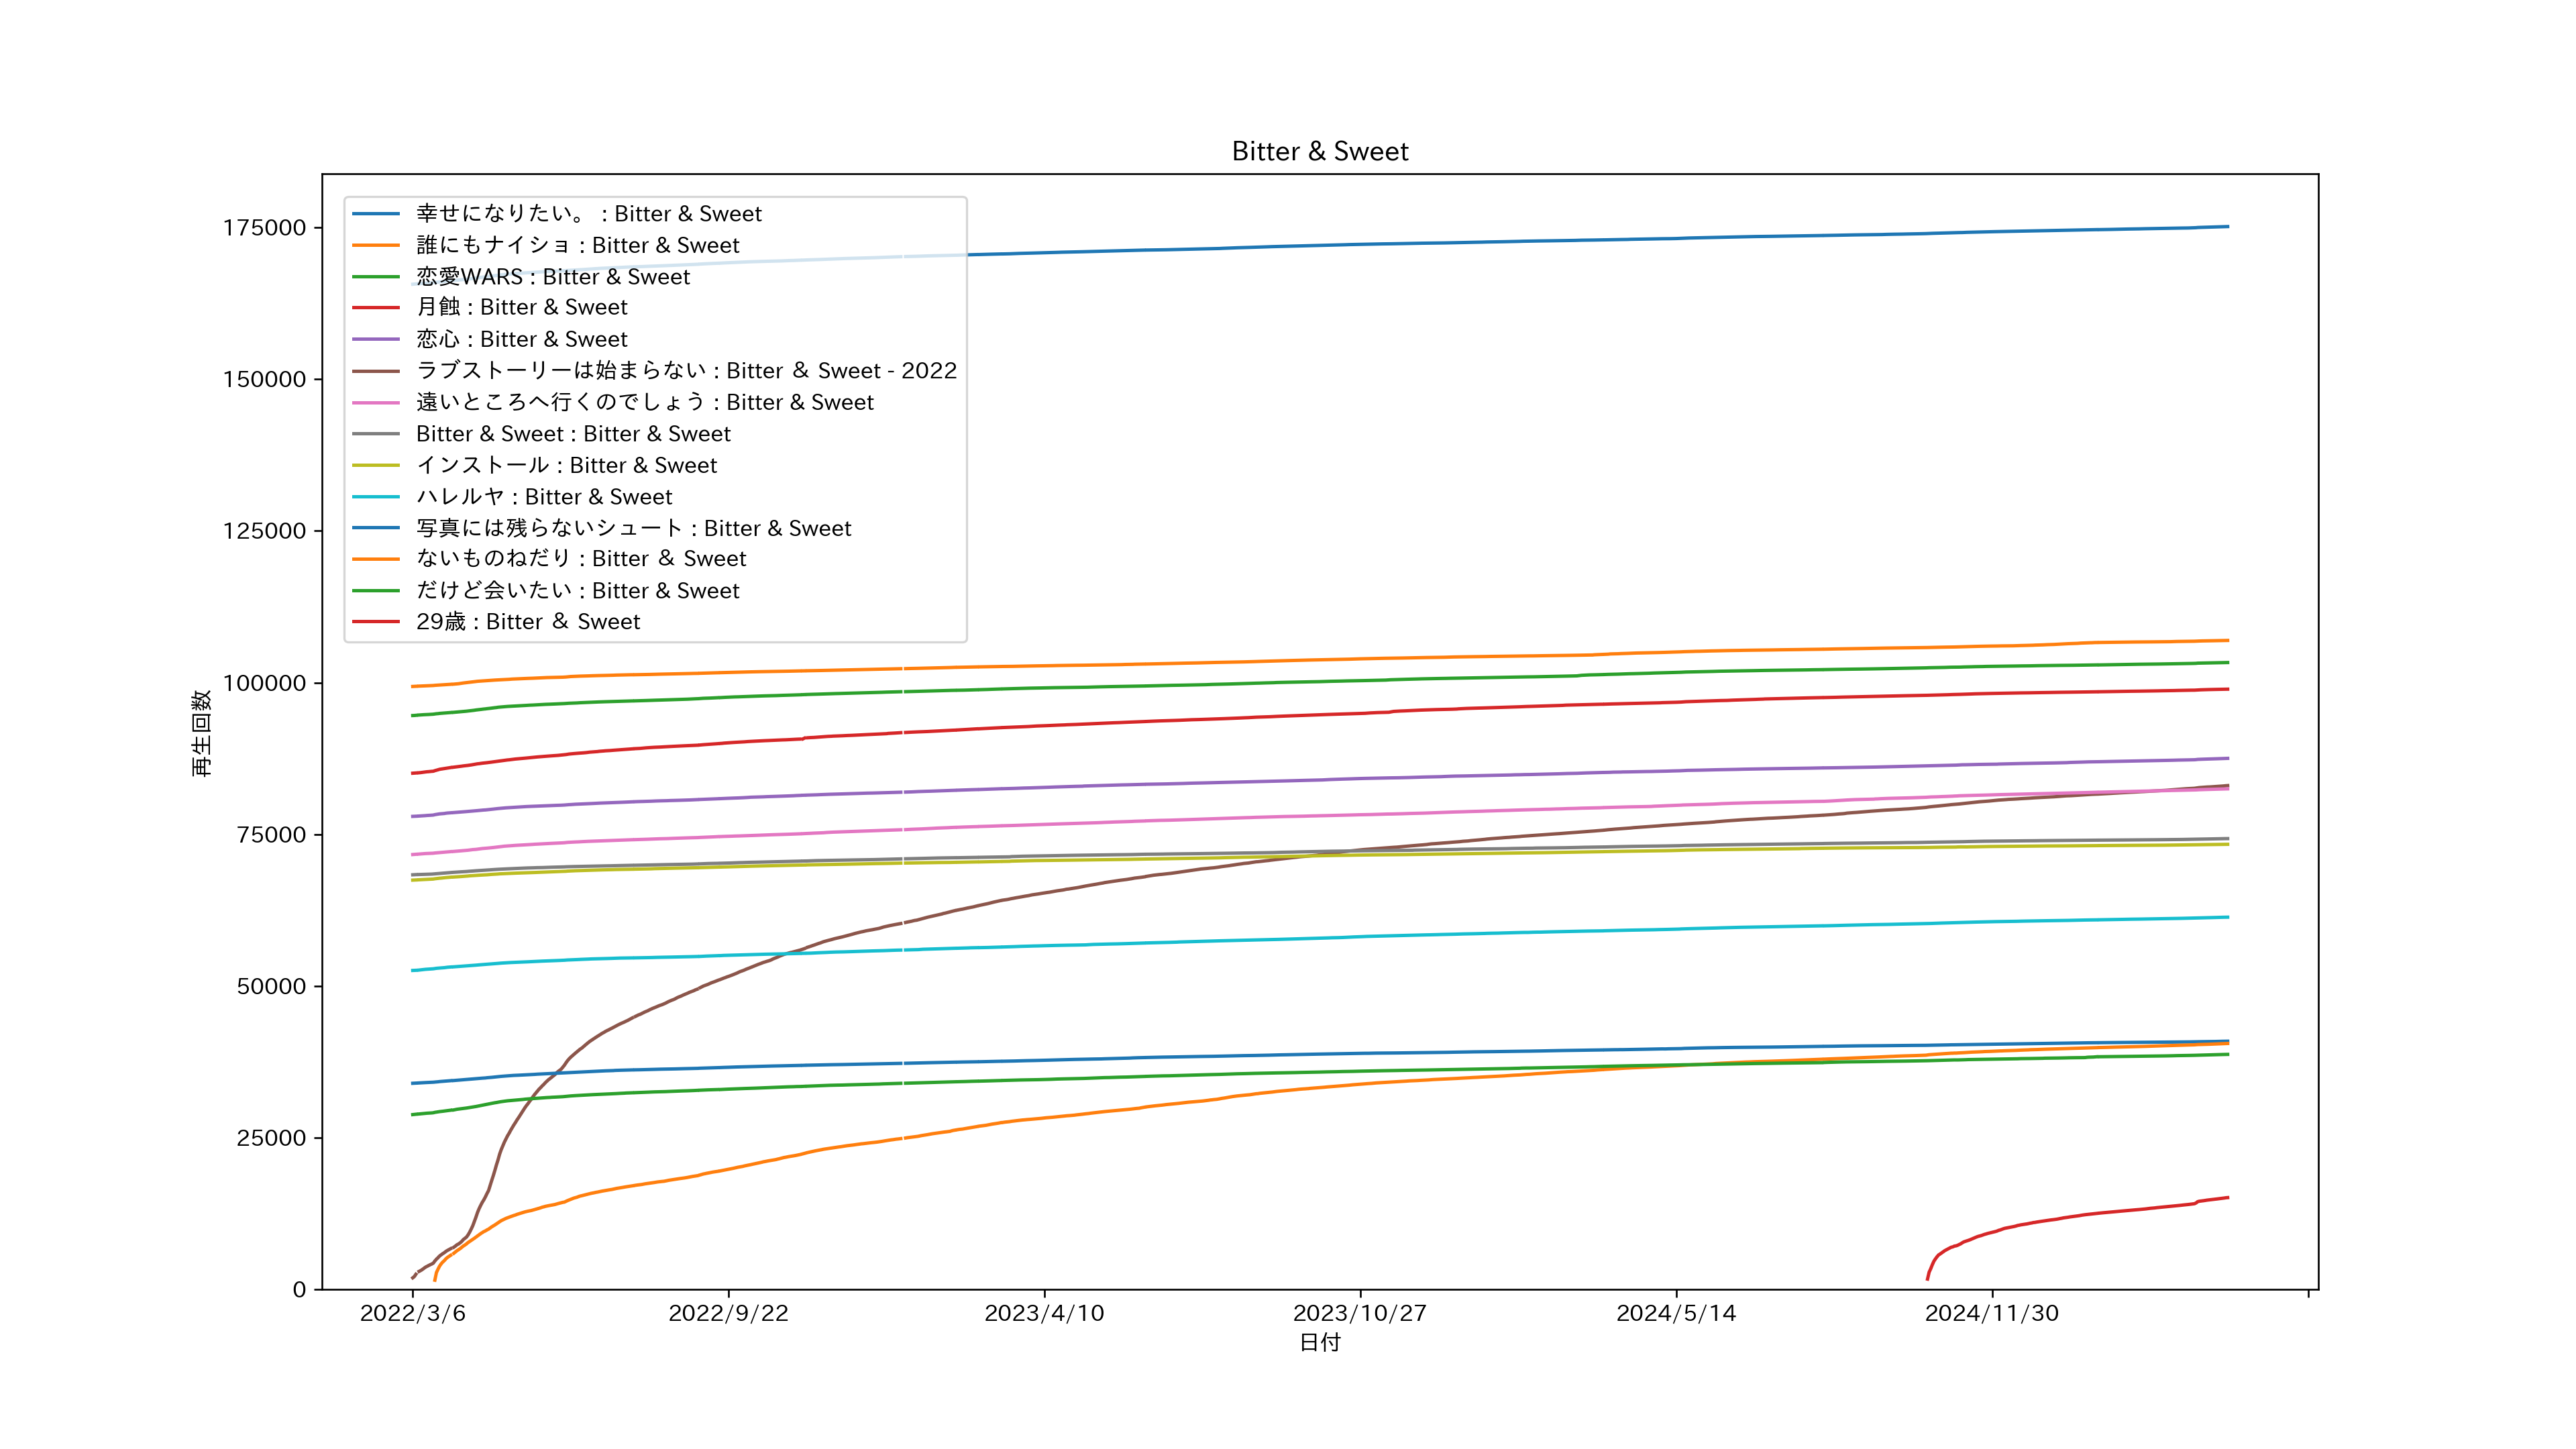 Bitter & Sweet
175000
150000
125000
100000
75000
50000
25000
0
再生回数
幸せになりたい。 : Bitter & Sweet
誰にもナイショ : Bitter & Sweet
恋愛WARS : Bitter & Sweet
月蝕 : Bitter & Sweet
恋心 : Bitter & Sweet
ラブストーリーは始まらない : Bitter ＆ Sweet - 2022
遠いところへ行くのでしょう : Bitter & Sweet
Bitter & Sweet : Bitter & Sweet
インストール : Bitter & Sweet
ハレルヤ : Bitter & Sweet
写真には残らないシュート : Bitter & Sweet
ないものねだり : Bitter ＆ Sweet
だけど会いたい : Bitter & Sweet
29歳 : Bitter ＆ Sweet
2022/3/6 2022/9/22 2023/4/10 2023/10/27 2024/5/14 2024/11/30
日付